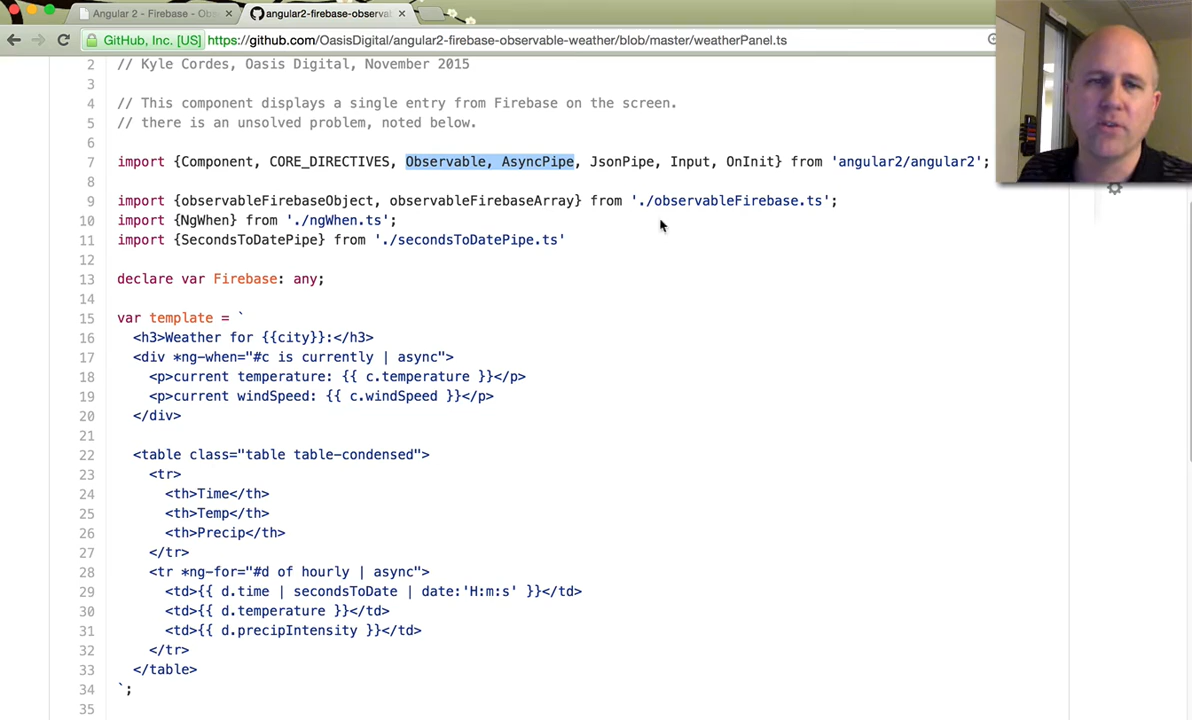 Angular 2 - Firebase - Obs
angular2-firebase-observa
GitHub, Inc. [US] https://github.com/OasisDigital/angular2-firebase-observable-weather/blob/master/weatherPanel.ts
2 // Kyle Cordes, Oasis Digital, November 2015
3
4 // This component displays a single entry from Firebase on the screen.
5 // there is an unsolved problem, noted below.
6
7 import {Component, CORE_DIRECTIVES, Observable, AsyncPipe, JsonPipe, Input, OnInit} from 'angular2/angular2';
8
9 import {observableFirebaseObject, observableFirebaseArray} from './observableFirebase.ts';
10 import {NgWhen} from './ngWhen.ts';
11 import {SecondsToDatePipe} from './secondsToDatePipe.ts'
12
13 declare var Firebase: any;
14
15 var template = `
16 <h3>Weather for {{city}}:</h3>
17 <div *ng-when="#c is currently | async">
18 <p>current temperature: {{ c.temperature }}</p>
19 <p>current windSpeed: {{ c.windSpeed }}</p>
20 </div>
21
22 <table class="table table-condensed">
23 <tr>
24 <th>Time</th>
25 <th>Temp</th>
26 <th>Precip</th>
27 </tr>
28 <tr *ng-for="#d of hourly | async">
29 <td>{{ d.time | secondsToDate | date:'H:m:s' }}</td>
30 <td>{{ d.temperature }}</td>
31 <td>{{ d.precipIntensity }}</td>
32 </tr>
33 </table>
34 `;
35